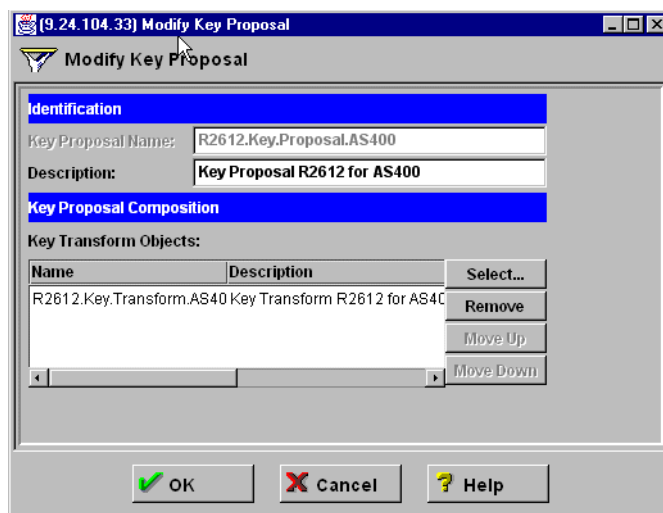 (9.24.104.33) Modify Key Proposal
Modify Key Proposal
Identification
Key Proposal Name: R2612.Key.Proposal.AS400
Description: Key Proposal R2612 for AS400
Key Proposal Composition
Key Transform Objects:
Name Description Select...
R2612.Key.Transform.AS40 Key Transform R2612 for AS40 Remove
Move Up
Move Down
OK Cancel Help